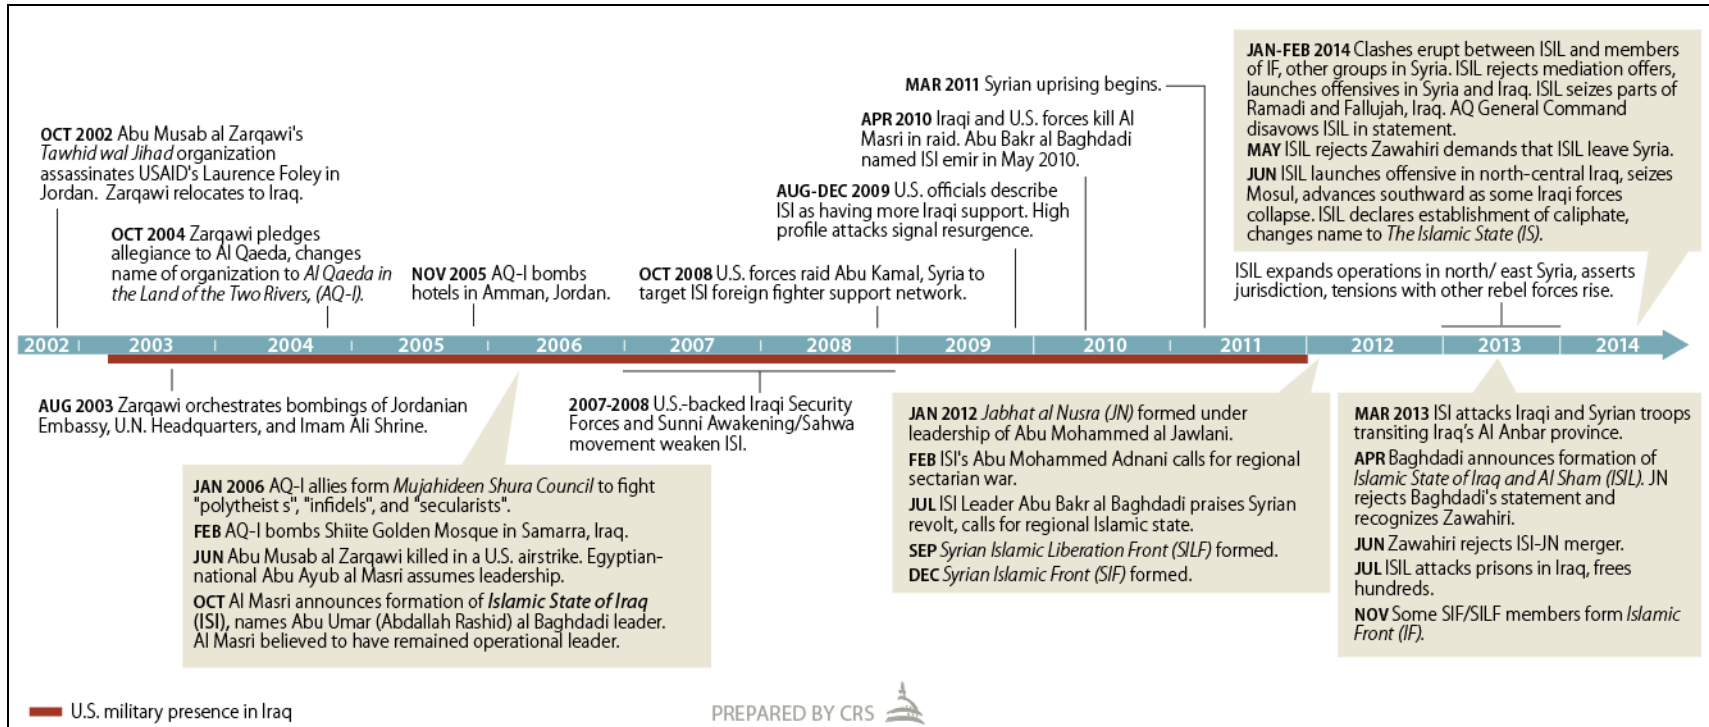 OCT 2002 Abu Musab al Zarqawi's
Tawhid wal Jihad organization
assassinates USAID's Laurence Foley in
Jordan. Zarqawi relocates to Iraq.
OCT 2004 Zarqawi pledges
allegiance to Al Qaeda, changes
name of organization to Al Qaeda in
the Land of the Two Rivers, (AQ-I).
NOV 2005 AQ-I bombs
hotels in Amman, Jordan.
OCT 2008 U.S. forces raid Abu Kamal, Syria to
target ISI foreign fighter support network.
AUG-DEC 2009 U.S. officials describe
ISI as having more Iraqi support. High
profile attacks signal resurgence.
APR 2010 Iraqi and U.S. forces kill Al
Masri in raid. Abu Bakr al Baghdadi
named ISI emir in May 2010.
MAR 2011 Syrian uprising begins.
JAN-FEB 2014 Clashes erupt between ISIL and members
of IF, other groups in Syria. ISIL rejects mediation offers,
launches offensives in Syria and Iraq. ISIL seizes parts of
Ramadi and Fallujah, Iraq. AQ General Command
disavows ISIL in statement.
MAY ISIL rejects Zawahiri demands that ISIL leave Syria.
JUN ISIL launches offensive in north-central Iraq, seizes
Mosul, advances southward as some Iraqi forces
collapse. ISIL declares establishment of caliphate,
changes name to The Islamic State (IS).
ISIL expands operations in north/ east Syria, asserts
jurisdiction, tensions with other rebel forces rise.
2002 2003 2004 2005 2006 2007 2008 2009 2010 2011 2012 2013 2014
AUG 2003 Zarqawi orchestrates bombings of Jordanian
Embassy, U.N. Headquarters, and Imam Ali Shrine.
JAN 2006 AQ-I allies form Mujahideen Shura Council to fight
"polytheist s", "infidels", and "secularists".
FEB AQ-I bombs Shiite Golden Mosque in Samarra, Iraq.
JUN Abu Musab al Zarqawi killed in a U.S. airstrike. Egyptian-
national Abu Ayub al Masri assumes leadership.
OCT Al Masri announces formation of Islamic State of Iraq
(ISI), names Abu Umar (Abdallah Rashid) al Baghdadi leader.
Al Masri believed to have remained operational leader.
2007-2008 U.S.-backed Iraqi Security
Forces and Sunni Awakening/Sahwa
movement weaken ISI.
JAN 2012 Jabhat al Nusra (JN) formed under
leadership of Abu Mohammed al Jawlani.
FEB ISI's Abu Mohammed Adnani calls for regional
sectarian war.
JUL ISI Leader Abu Bakr al Baghdadi praises Syrian
revolt, calls for regional Islamic state.
SEP Syrian Islamic Liberation Front (SILF) formed.
DEC Syrian Islamic Front (SIF) formed.
MAR 2013 ISI attacks Iraqi and Syrian troops
transiting Iraq's Al Anbar province.
APR Baghdadi announces formation of
Islamic State of Iraq and Al Sham (ISIL). JN
rejects Baghdadi's statement and
recognizes Zawahiri.
JUN Zawahiri rejects ISI-JN merger.
JUL ISIL attacks prisons in Iraq, frees
hundreds.
NOV Some SIF/SILF members form Islamic
Front (IF).
U.S. military presence in Iraq
PREPARED BY CRS